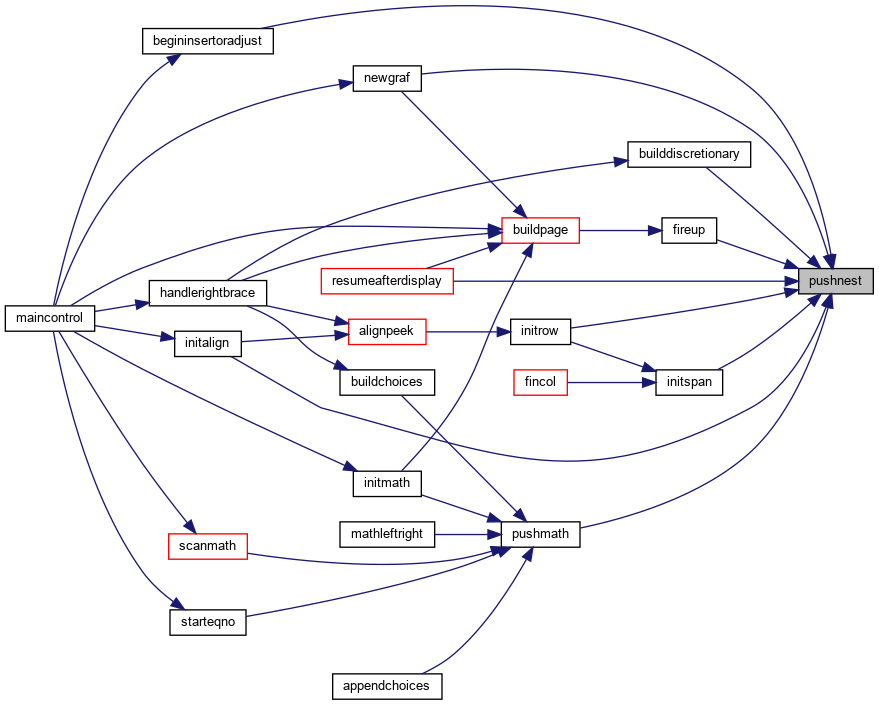 begininsertoradjust
newgraf
builddiscretionary
buildpage
fireup
pushnest
resumeafterdisplay
handlerightbrace
maincontrol
alignpeek
initrow
initalign
buildchoices
fincol
initspan
initmath
mathleftright
pushmath
scanmath
starteqno
appendchoices